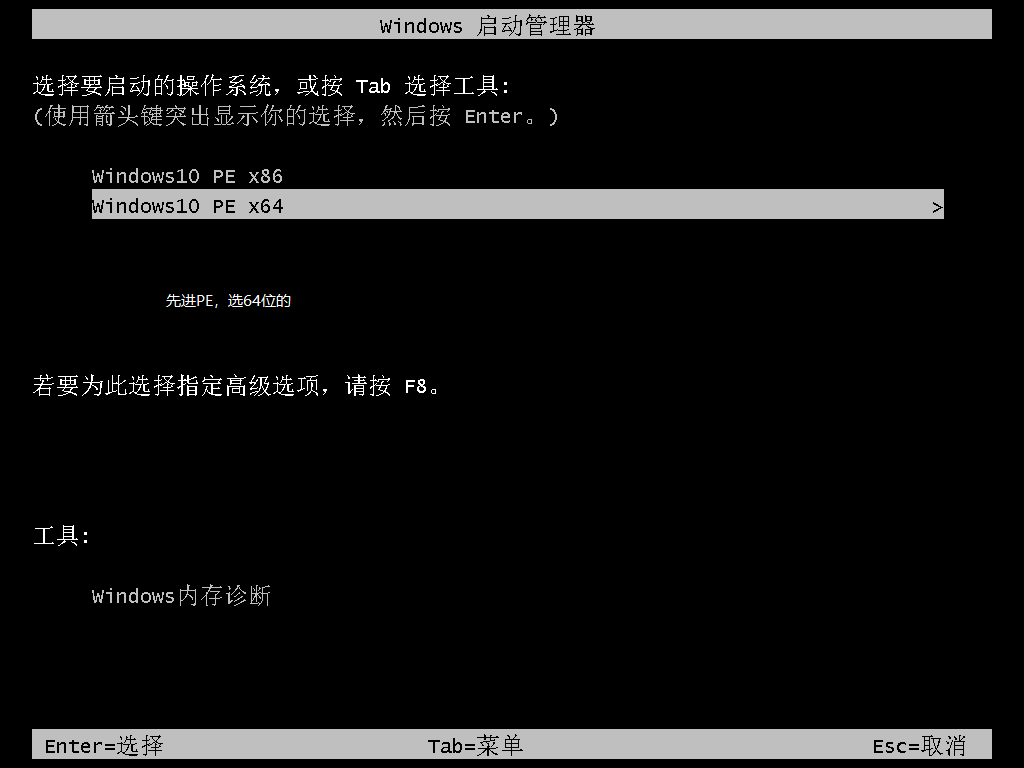 Windows 启动管理器
选择要启动的操作系统，或按 Tab 选择工具:
(使用箭头键突出显示你的选择，然后按 Enter。)
Windows10 PE x86
Windows10 PE x64 >
先进PE，选64位的
若要为此选择指定高级选项，请按 F8。
工具:
Windows内存诊断
Enter=选择 Tab=菜单 Esc=取消